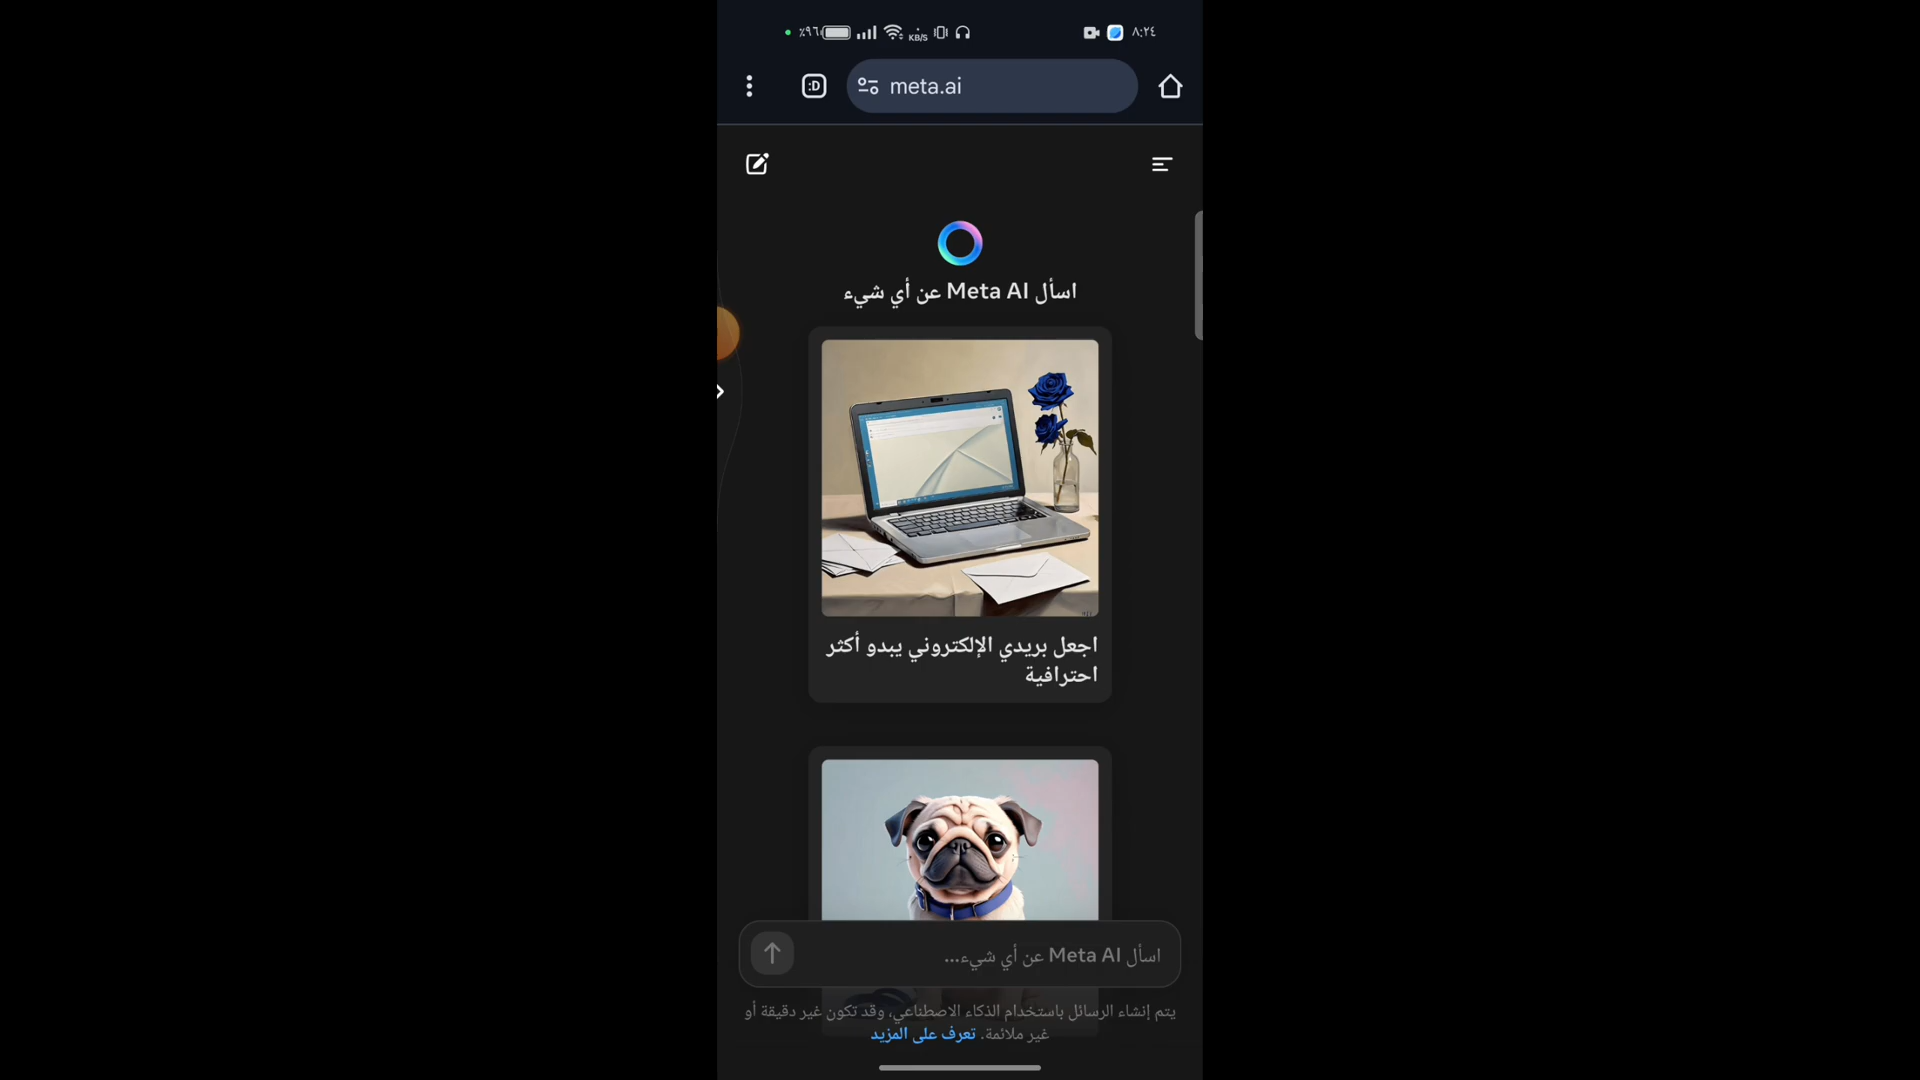 ٪٩٦ KB/s ٨:٢٤
:D meta.ai
اسأل Meta AI عن أي شيء
اجعل بريدي الإلكتروني يبدو أكثر
احترافية
اسأل Meta AI عن أي شيء...
يتم إنشاء الرسائل باستخدام الذكاء الاصطناعي، وقد تكون غير دقيقة أو
غير ملائمة. تعرف على المزيد